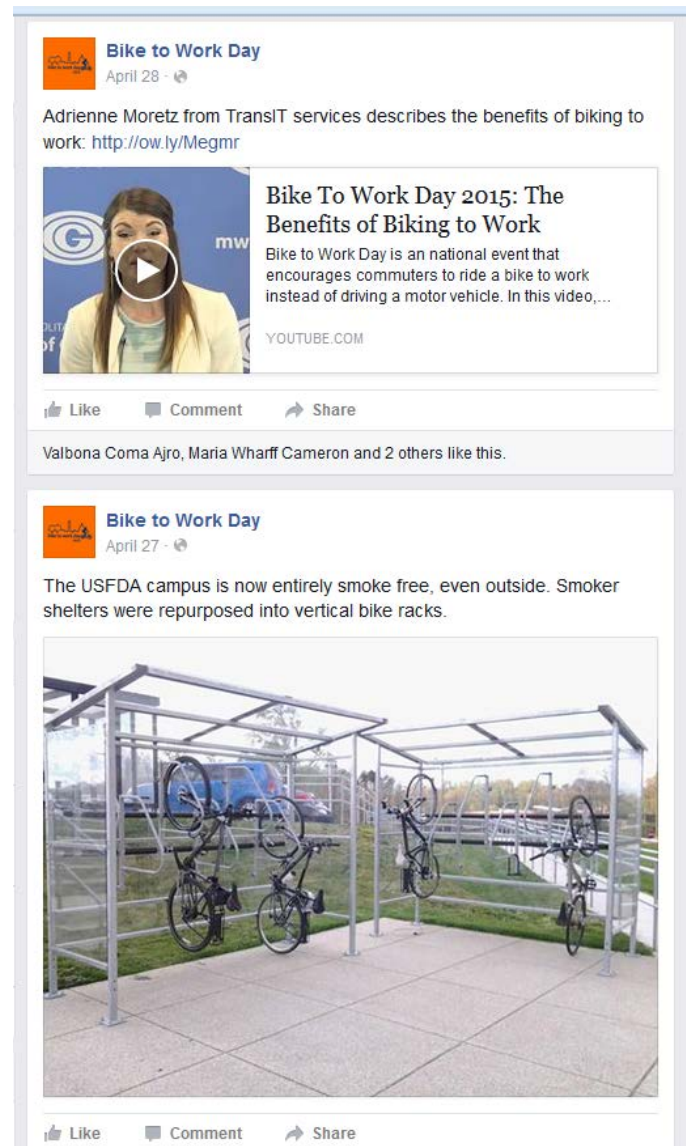 Bike to Work Day
April 28 ·
Adrienne Moretz from TransIT services describes the benefits of biking to
work: http://ow.ly/Megmr
mw
of
Bike To Work Day 2015: The
Benefits of Biking to Work
Bike to Work Day is an national event that
encourages commuters to ride a bike to work
instead of driving a motor vehicle. In this video,...
YOUTUBE.COM
Like Comment Share
Valbona Coma Ajro, Maria Wharff Cameron and 2 others like this.
Bike to Work Day
April 27 ·
The USFDA campus is now entirely smoke free, even outside. Smoker
shelters were repurposed into vertical bike racks.
Like Comment Share